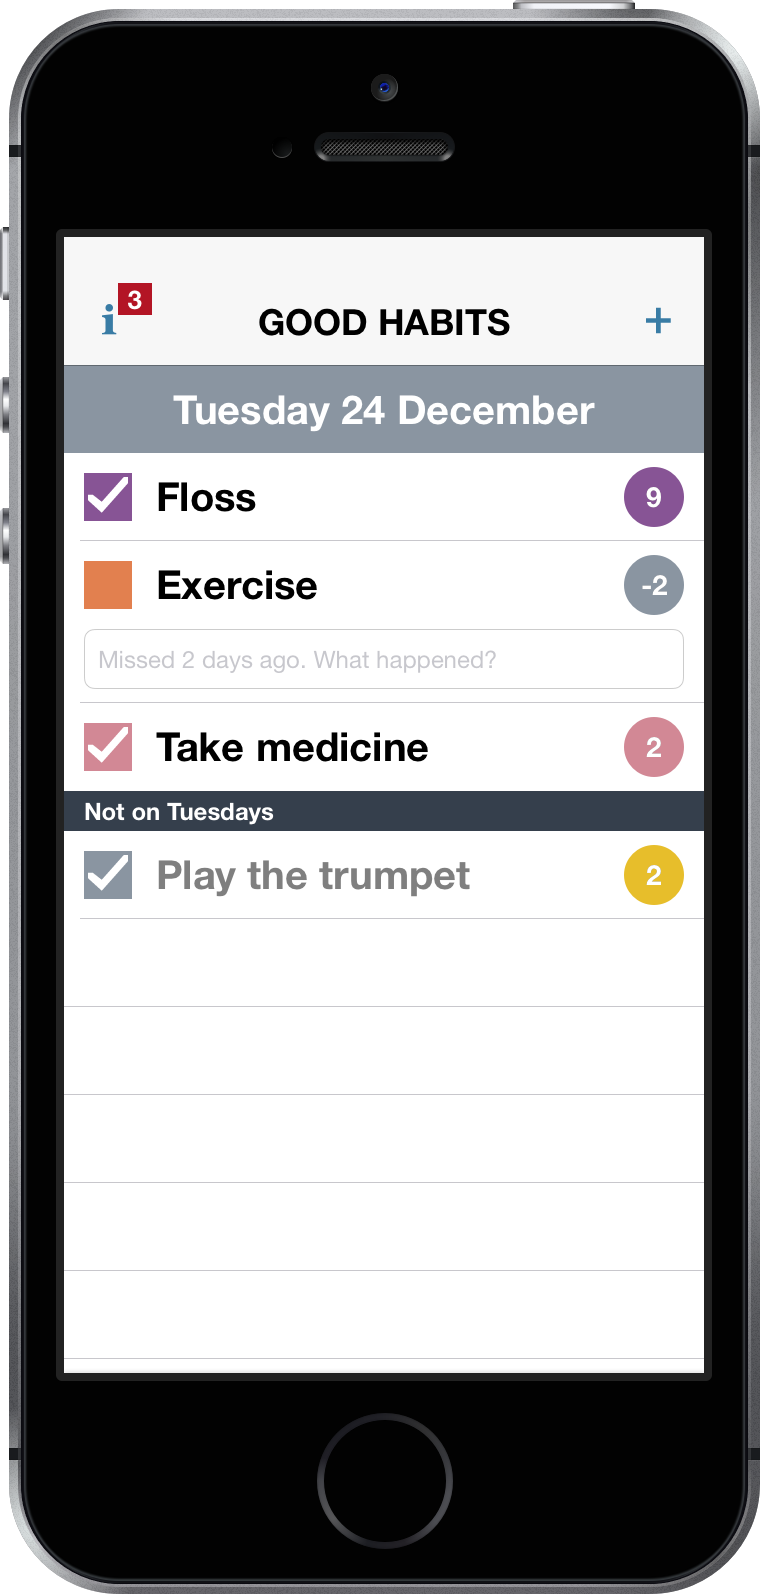 i 3
GOOD HABITS +
Tuesday 24 December
Floss 9
Exercise -2
Missed 2 days ago. What happened?
Take medicine 2
Not on Tuesdays
Play the trumpet 2